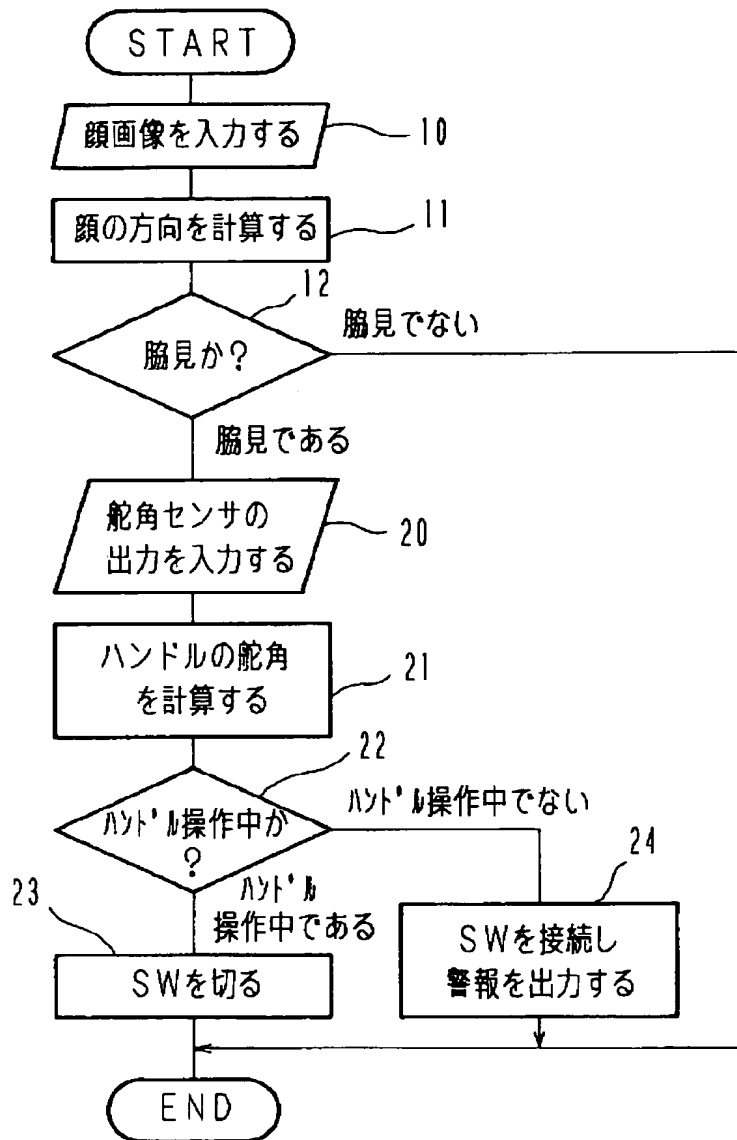 START
顔画像を入力する
10
顔の方向を計算する
11
12
脇見か?
脇見でない
脇見である
舵角センサの
出力を入力する
20
ハンドルの舵角
を計算する
21
22
ﾊﾝﾄﾞﾙ操作中か
?
ﾊﾝﾄﾞﾙ操作中でない
23
ﾊﾝﾄﾞﾙ
操作中である
24
SWを切る
SWを接続し
警報を出力する
END